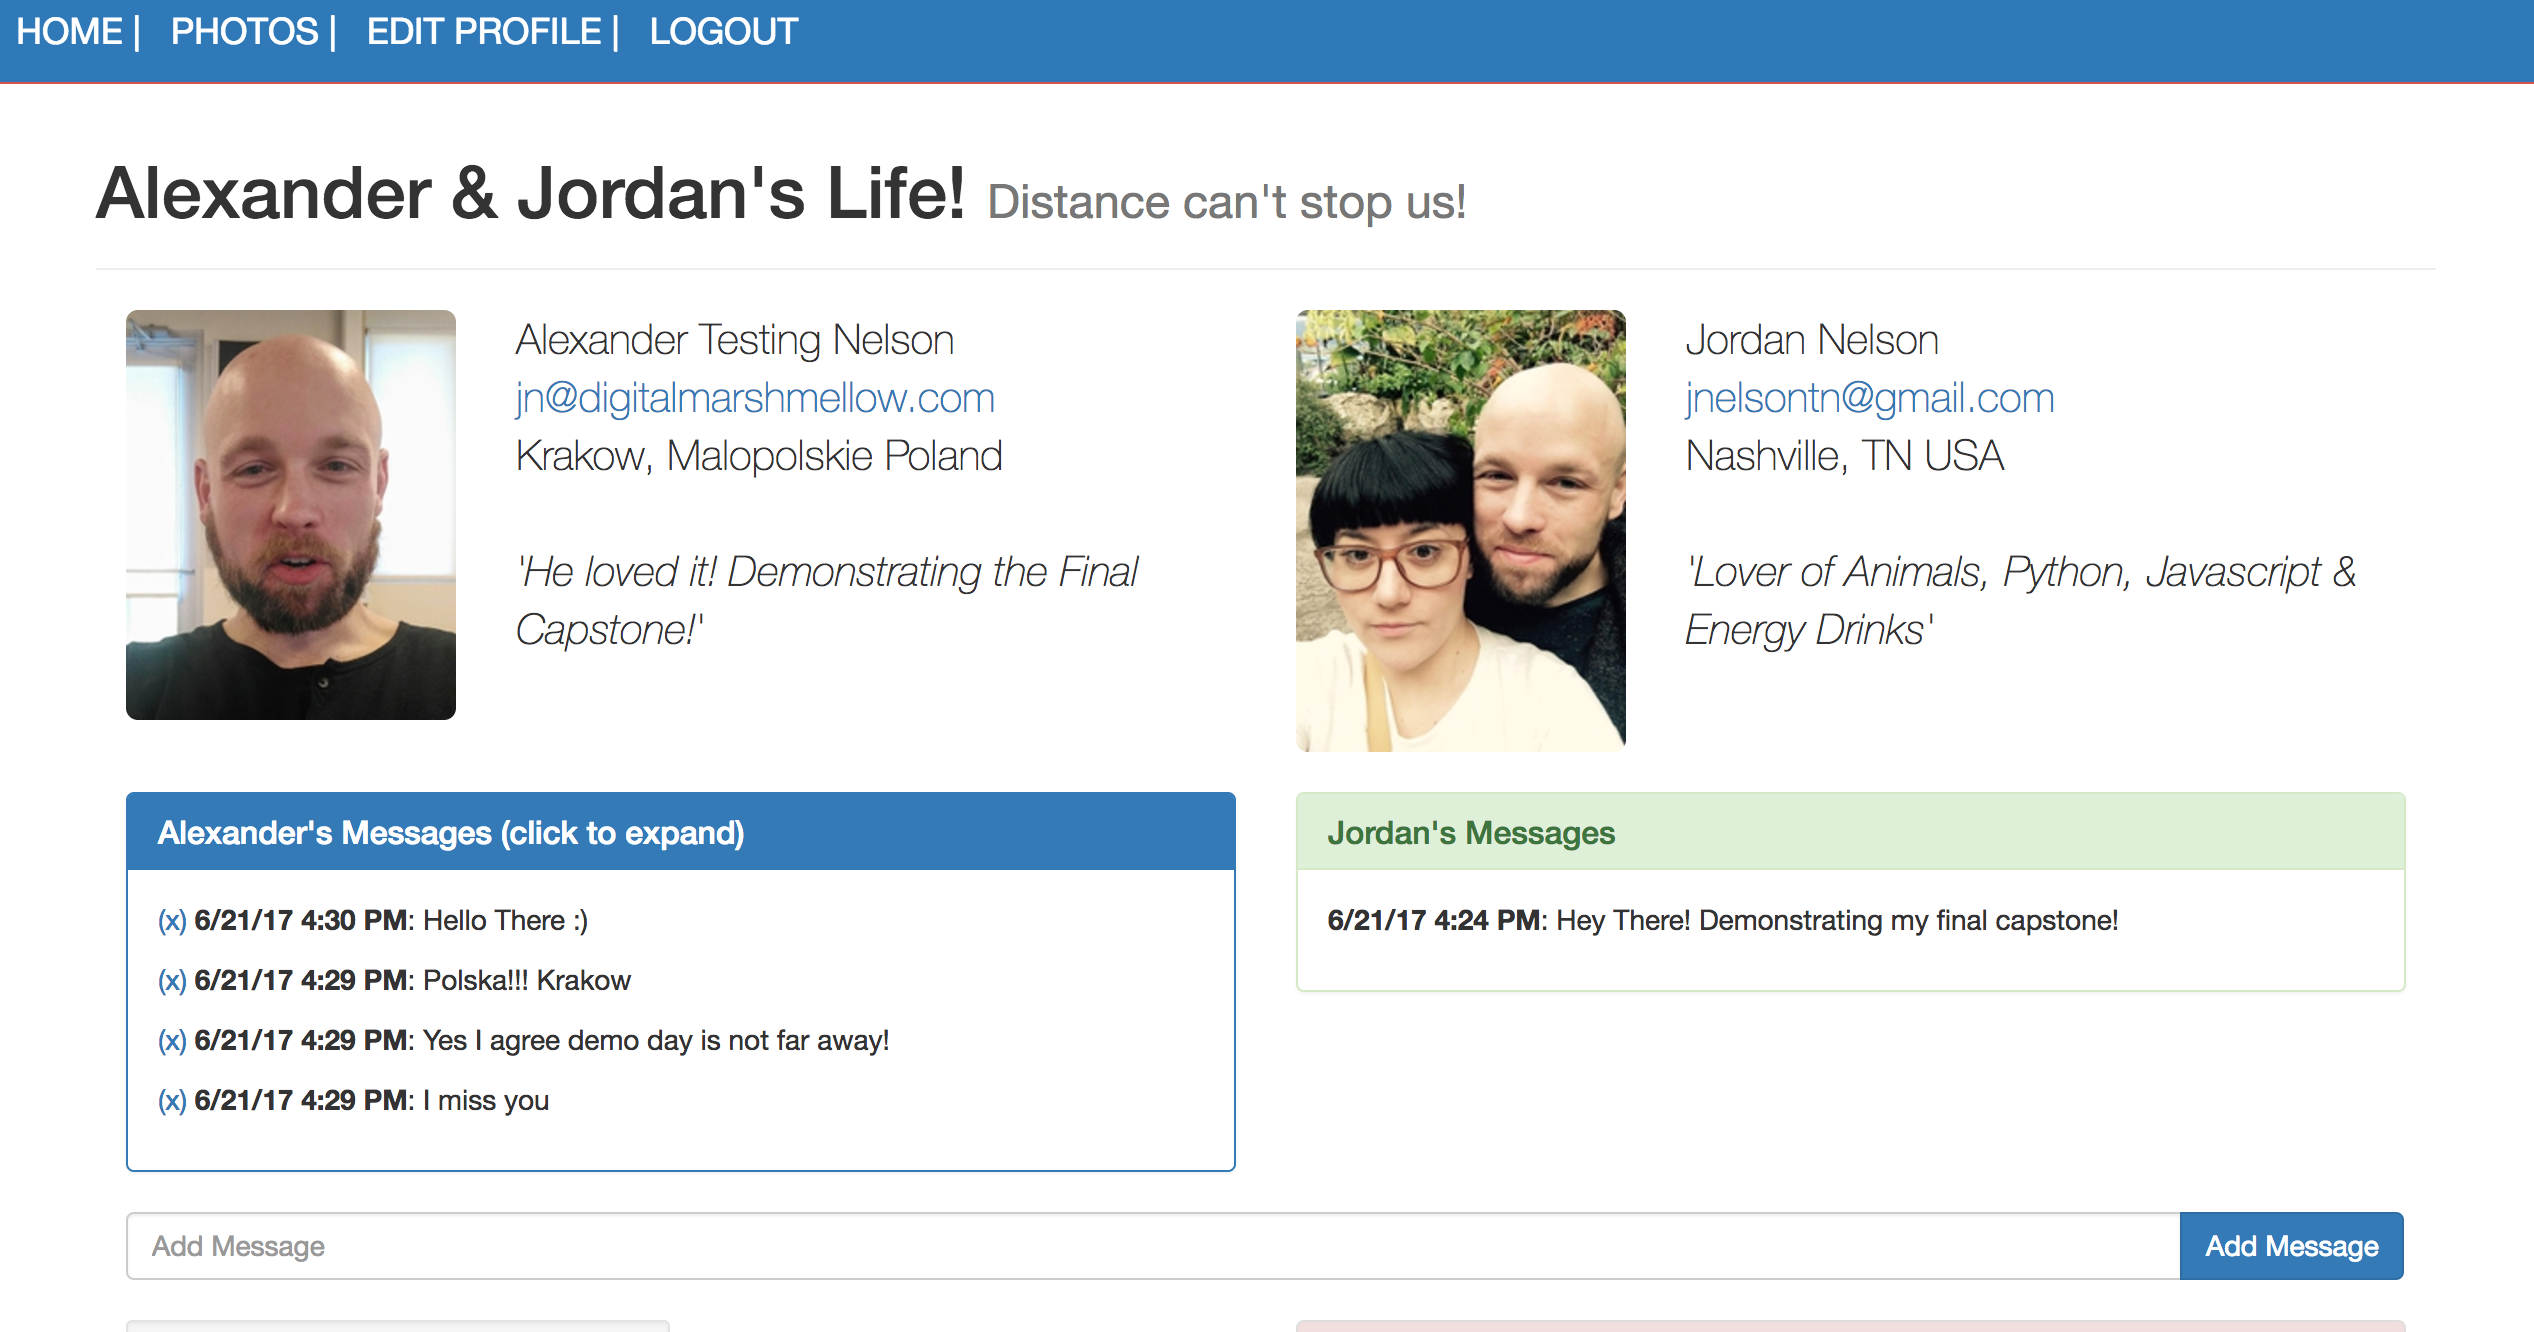 HOME | PHOTOS | EDIT PROFILE | LOGOUT
Alexander & Jordan's Life! Distance can't stop us!
Alexander Testing Nelson
jn@digitalmarshmellow.com
Krakow, Malopolskie Poland
'He loved it! Demonstrating the Final
Capstone!'
Jordan Nelson
jnelsontn@gmail.com
Nashville, TN USA
'Lover of Animals, Python, Javascript &
Energy Drinks'
Alexander's Messages (click to expand)
(x) 6/21/17 4:30 PM: Hello There :)
(x) 6/21/17 4:29 PM: Polska!!! Krakow
(x) 6/21/17 4:29 PM: Yes I agree demo day is not far away!
(x) 6/21/17 4:29 PM: I miss you
Jordan's Messages
6/21/17 4:24 PM: Hey There! Demonstrating my final capstone!
Add Message
Add Message